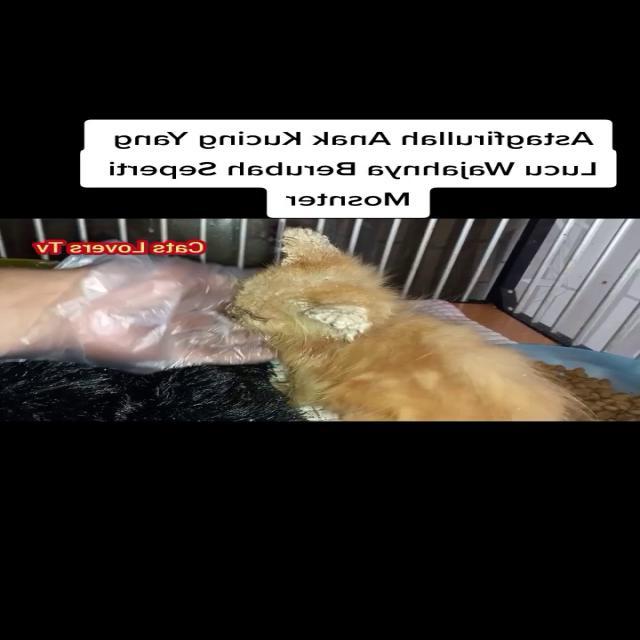 Astagfirullah Anak Kucing Yang
Lucu Wajahnya Berubah Seperti
Mosnter
Cats Lovers Tv